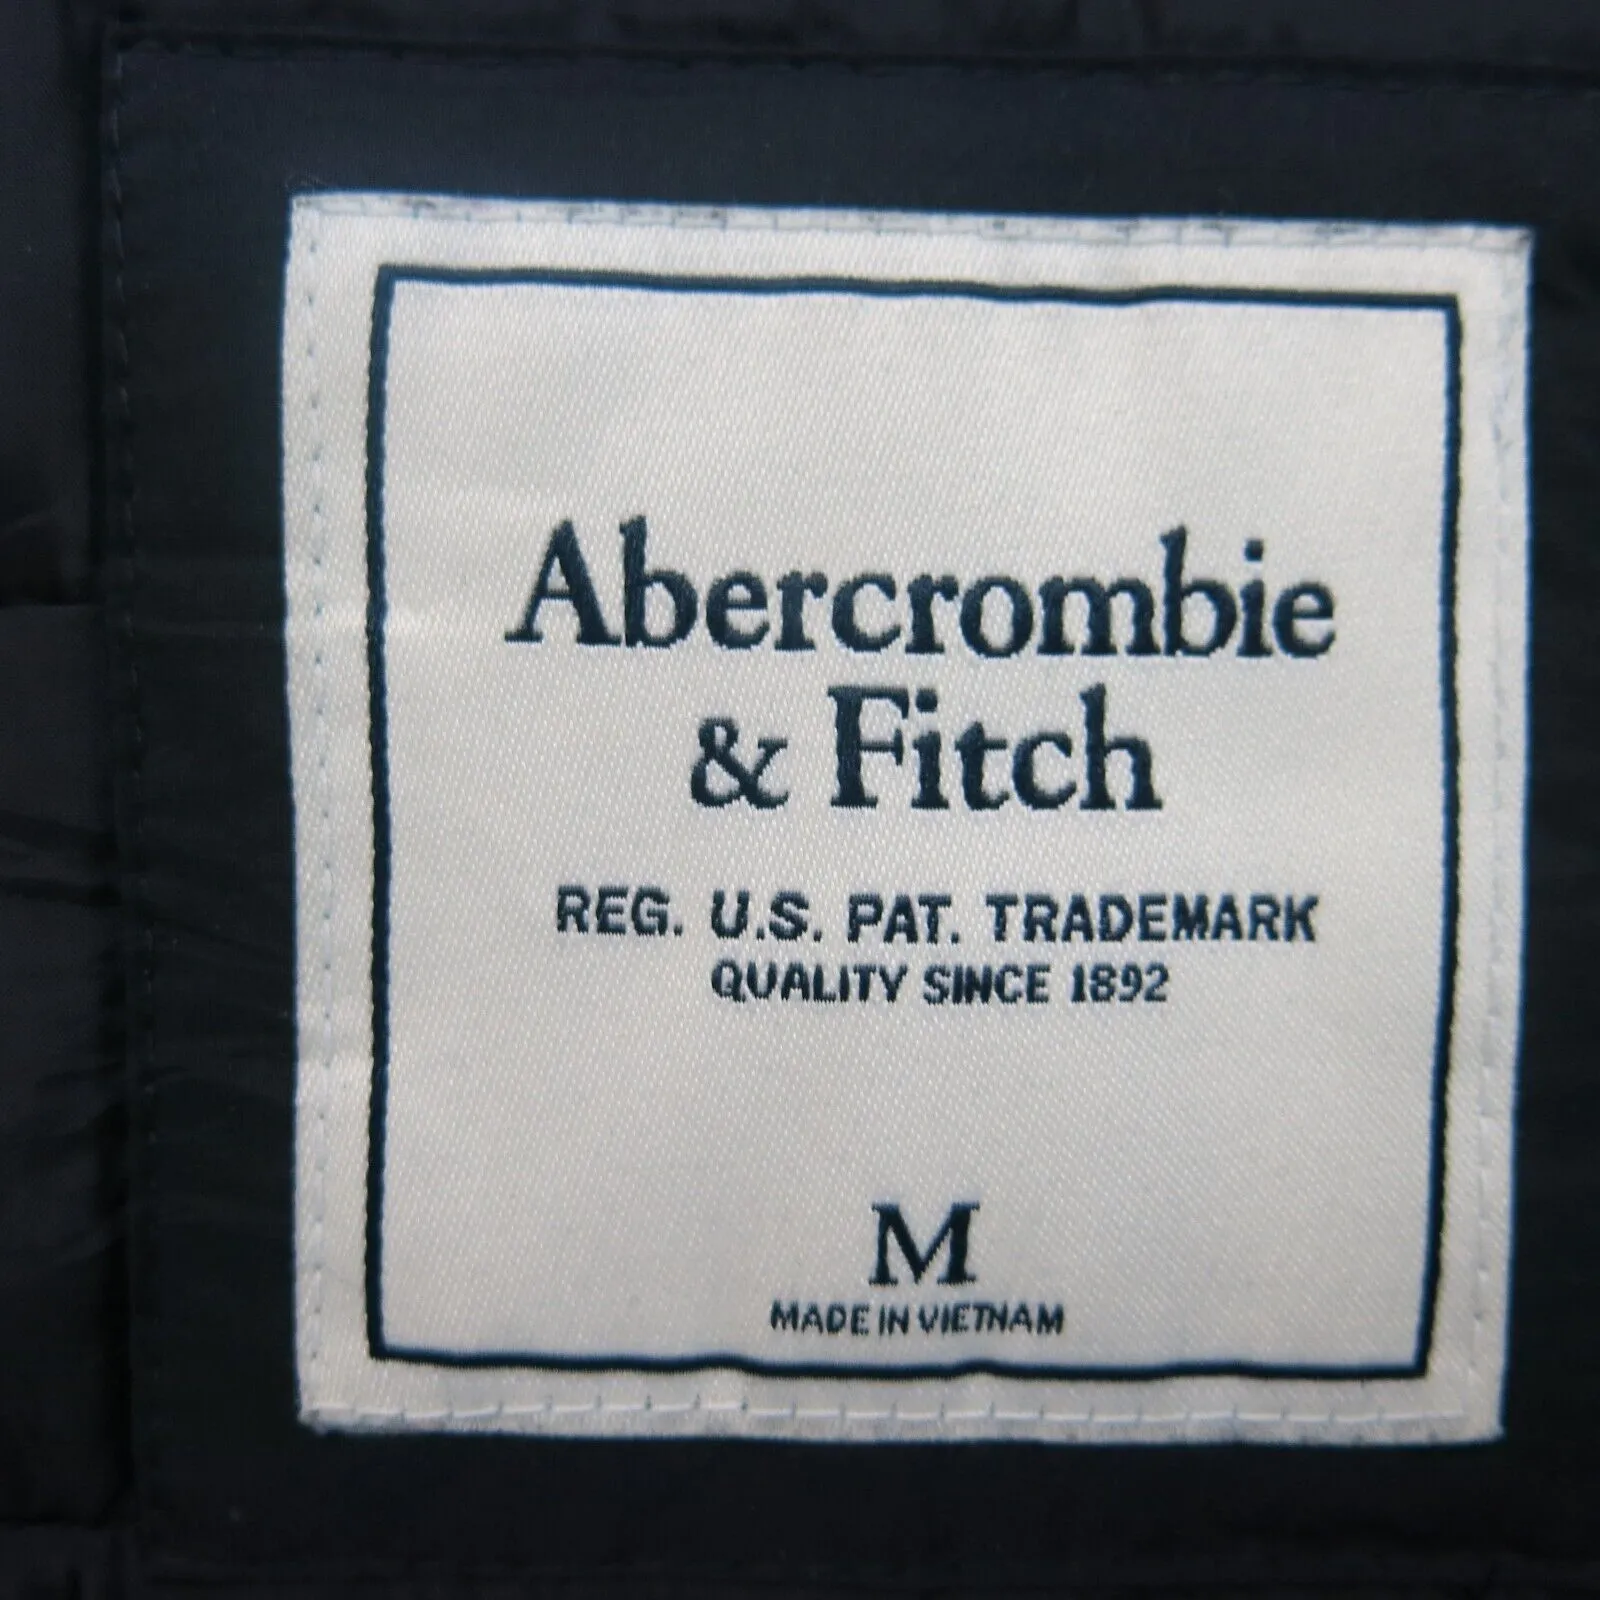 Abercrombie
& Fitch
REG. U.S. PAT. TRADEMARK
QUALITY SINCE 1892
M
MADE IN VIETNAM